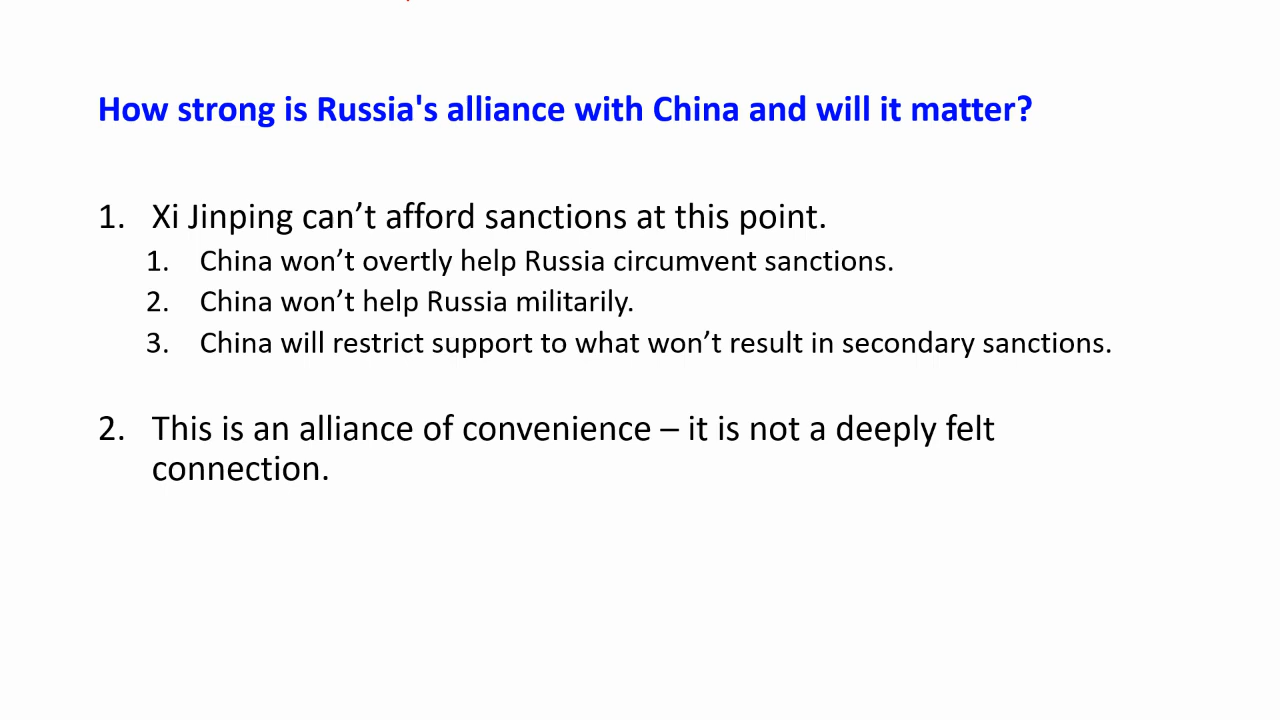 How strong is Russia's alliance with China and will it matter?
1. Xi Jinping can’t afford sanctions at this point.
1. China won’t overtly help Russia circumvent sanctions.
2. China won’t help Russia militarily.
3. China will restrict support to what won’t result in secondary sanctions.
2. This is an alliance of convenience – it is not a deeply felt
connection.